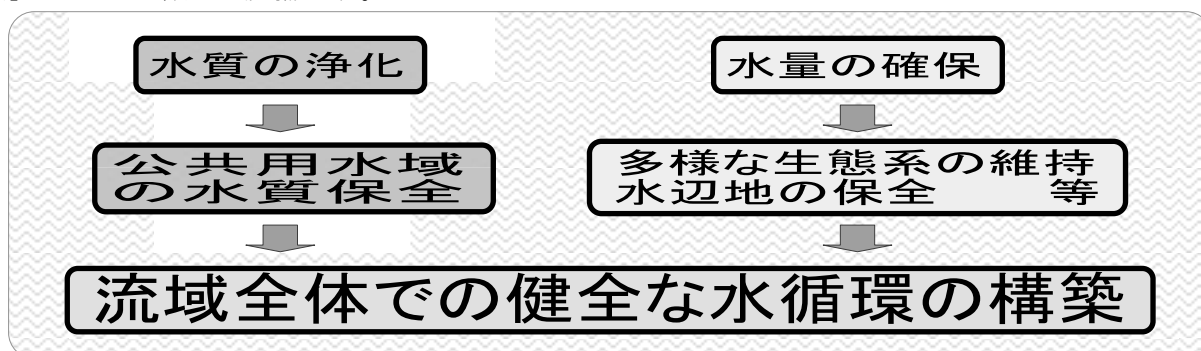 水質の浄化
水量の確保
公共用水域
の水質保全
多様な生態系の維持
水辺地の保全　等
流域全体での健全な水循環の構築